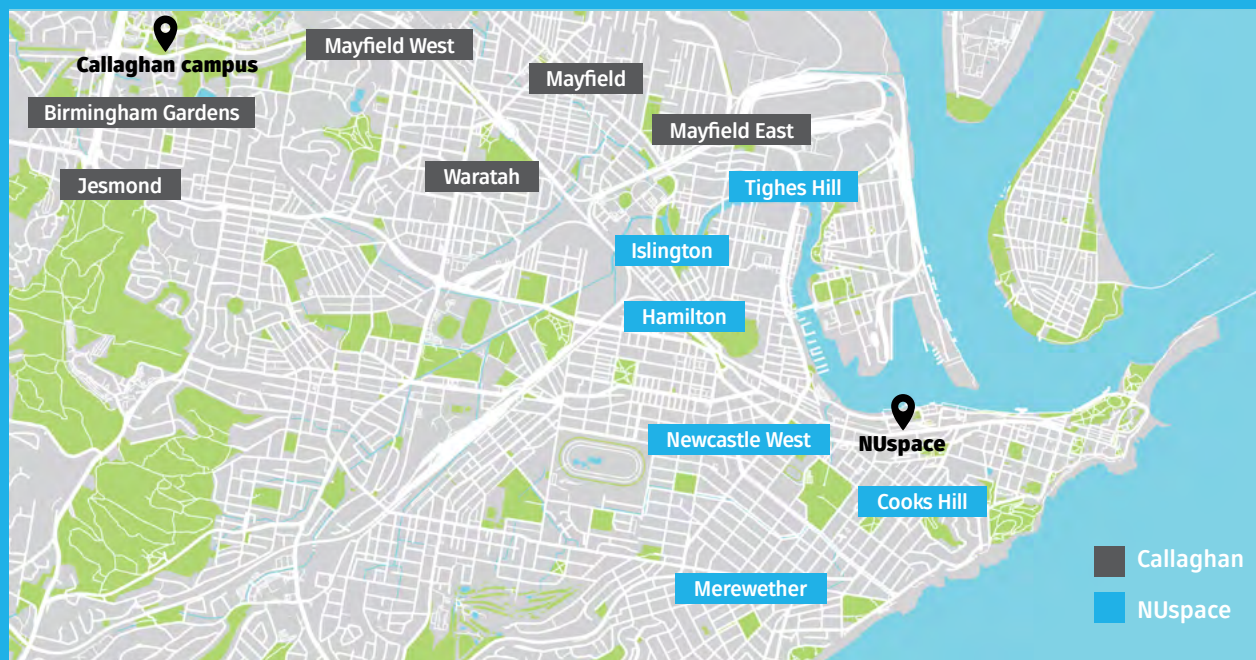 Callaghan campus
Mayfield West
Mayfield
Birmingham Gardens
Mayfield East
Jesmond
Waratah
Tighes Hill
Islington
Hamilton
Newcastle West
NUspace
Cooks Hill
Merewether
Callaghan
NUspace